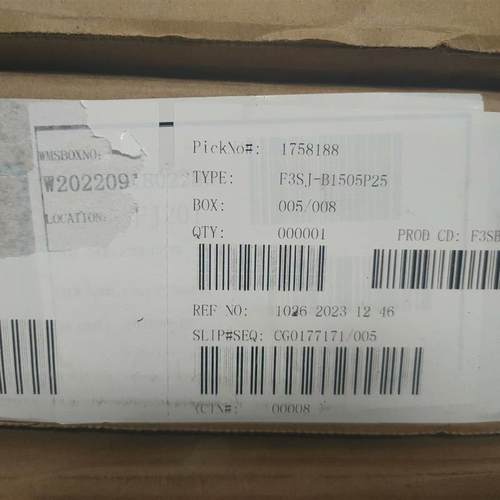 PickNo#: 1758188
WMSBOXNO:
TYPE: F3SJ-B1505P25
W202209
BOX: 005/008
LOCATION:
QTY: 000001
PROD CD: F3SB
REF NO: 1026 2023 12 46
SLIP#SEQ: CG0177171/005
(CTN#: 00008